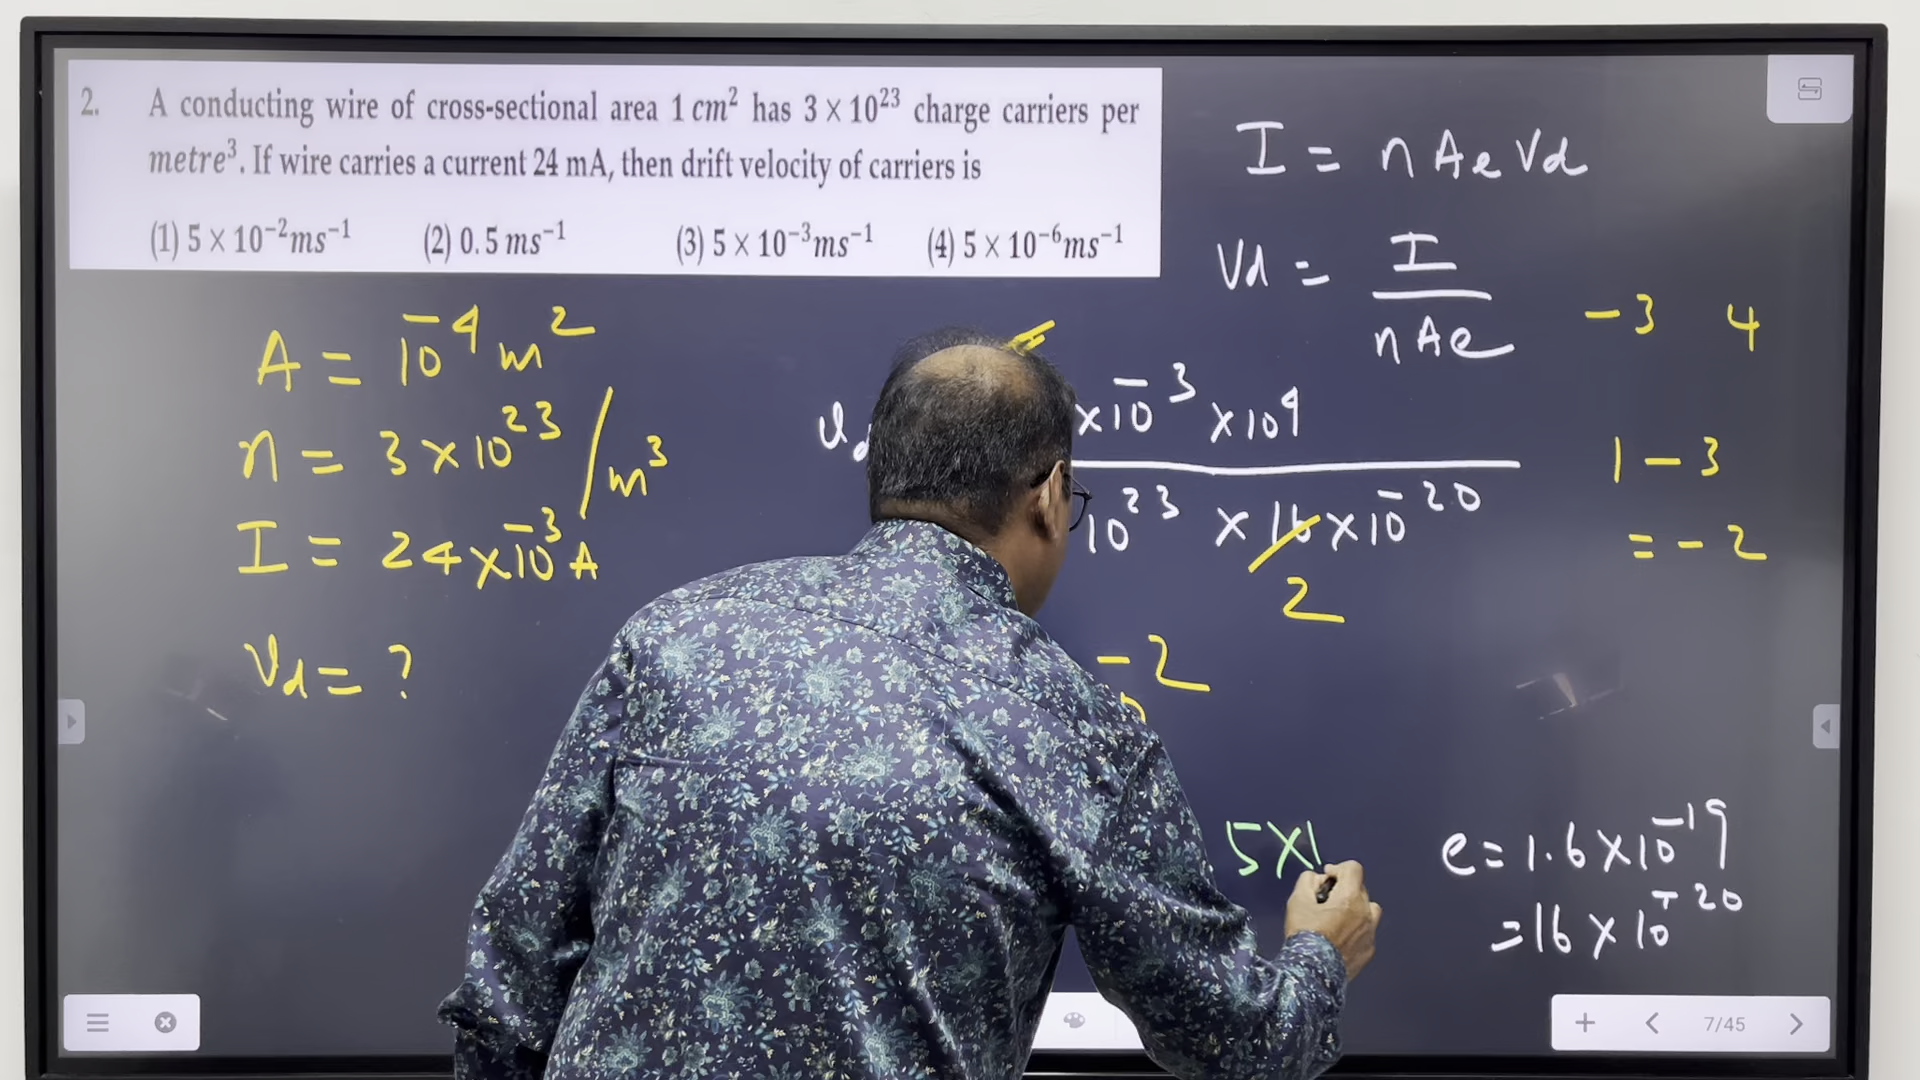 2. A conducting wire of cross-sectional area 1 cm² has 3 × 10²³ charge carriers per
metre³. If wire carries a current 24 mA, then drift velocity of carriers is
(1) 5 × 10⁻²ms⁻¹ (2) 0.5 ms⁻¹ (3) 5 × 10⁻³ms⁻¹ (4) 5 × 10⁻⁶ms⁻¹
I = nAeVd
Vd = I / nAe
-3 4
1 - 3
= - 2
A = 10⁻⁴ m²
n = 3 × 10²³ / m³
I = 24 × 10⁻³ A
Vd = ?
Vd
× 10⁻³ × 10⁴
10²³ × 16 × 10⁻²⁰
2
- 2
5 × 1
e = 1.6 × 10⁻¹⁹
= 16 × 10⁻²⁰
7/45